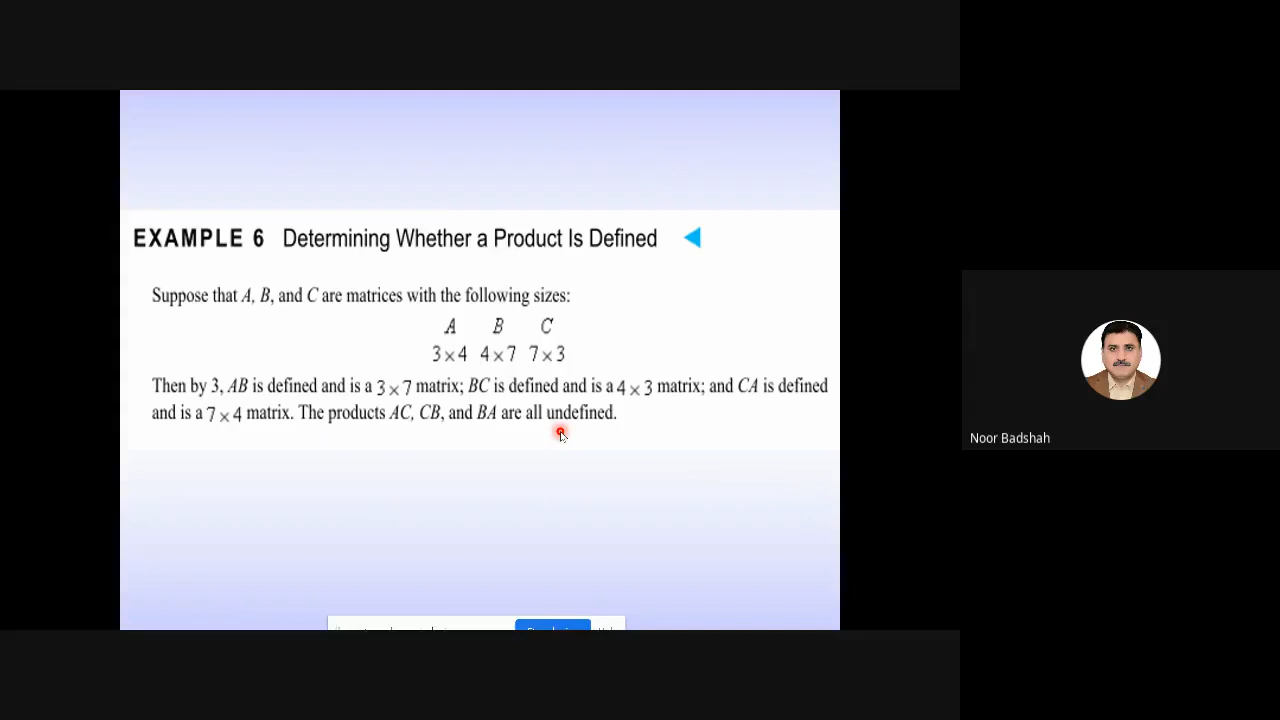 EXAMPLE 6 Determining Whether a Product Is Defined
Suppose that A, B, and C are matrices with the following sizes:
A B C
3 × 4 4 × 7 7 × 3
Then by 3, AB is defined and is a 3 × 7 matrix; BC is defined and is a 4 × 3 matrix; and CA is defined
and is a 7 × 4 matrix. The products AC, CB, and BA are all undefined.
Noor Badshah